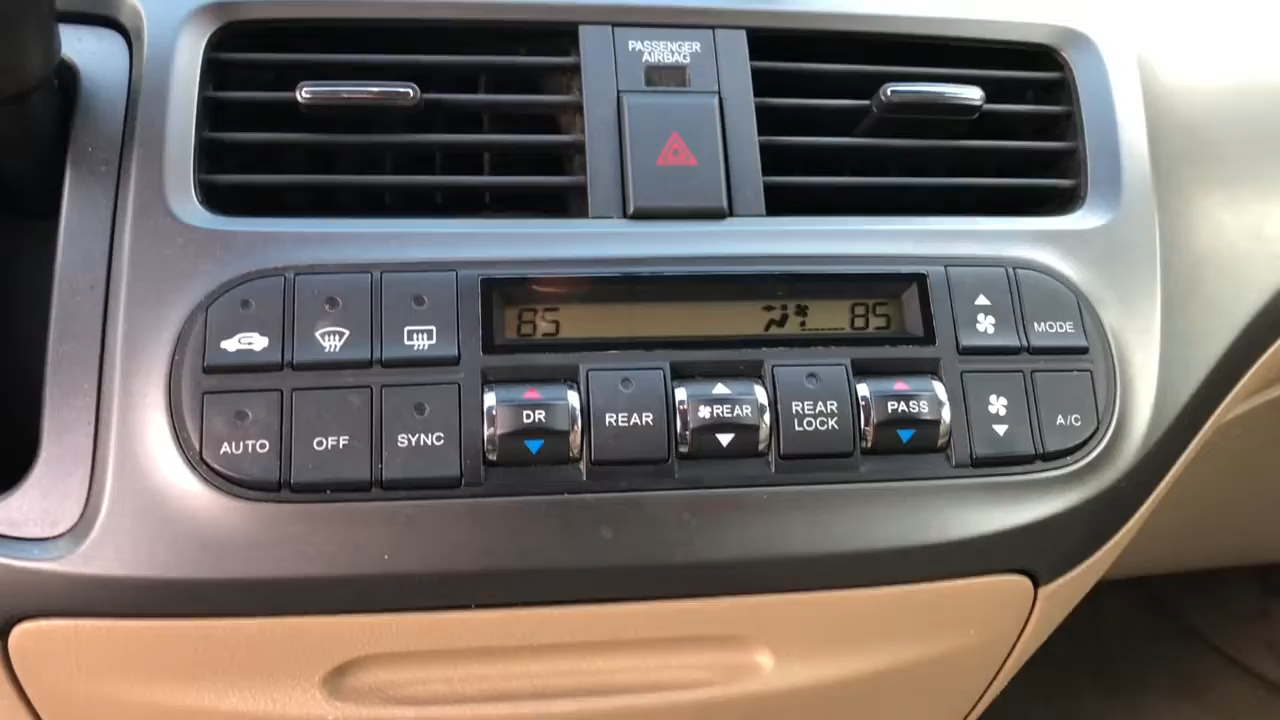 PASSENGER
AIRBAG
85 85
MODE
AUTO
OFF
SYNC
DR
REAR
REAR
REAR
LOCK
PASS
A/C